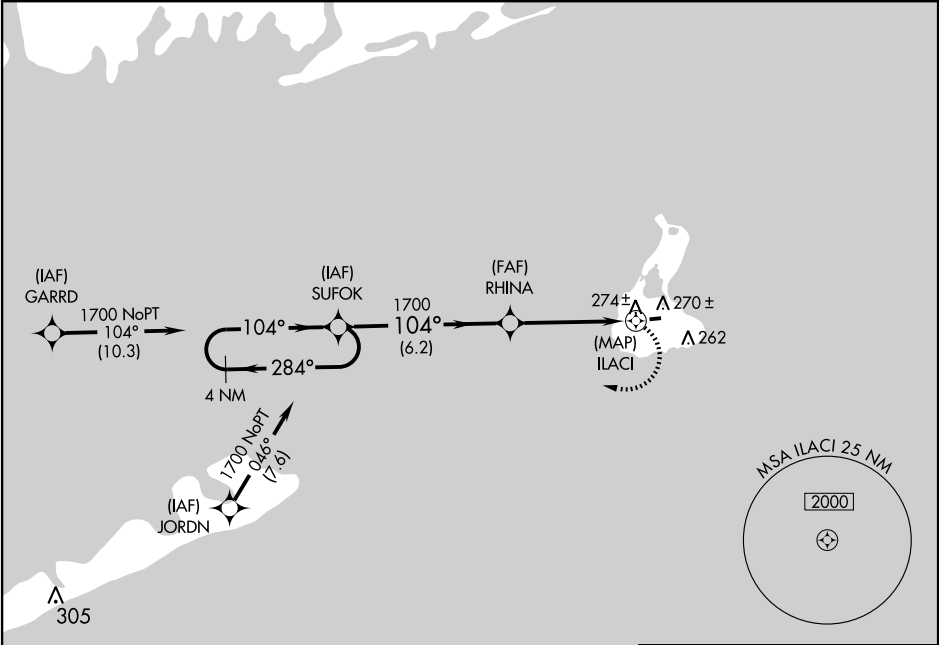 (IAF)
GARRD
1700 NoPT
104°
(10.3)
(IAF)
SUFOK
104°
284°
4 NM
1700
104°
(6.2)
(FAF)
RHINA
274±
270 ±
262
(MAP)
ILACI
1700 NoPT
046°
(7.6)
(IAF)
JORDN
305
MSA ILACI 25 NM
2000